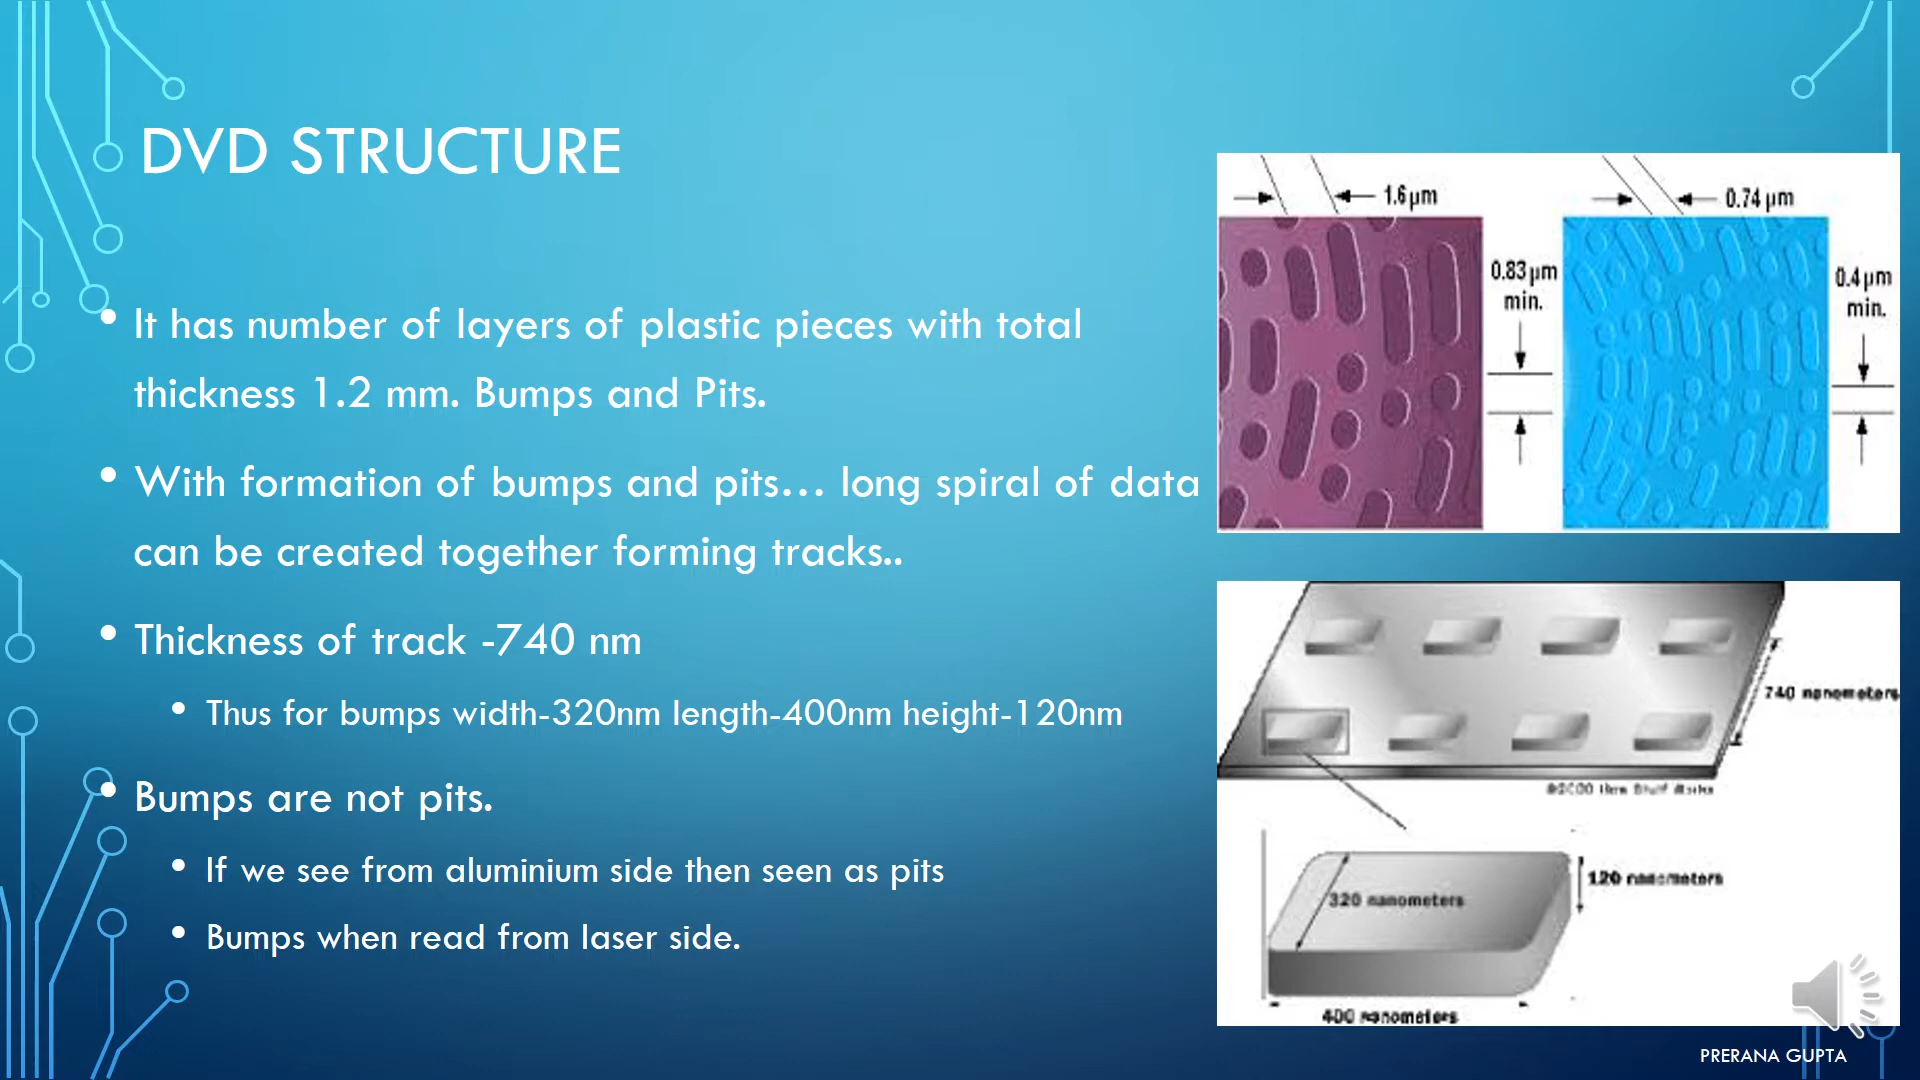 DVD STRUCTURE
• It has number of layers of plastic pieces with total
thickness 1.2 mm. Bumps and Pits.
• With formation of bumps and pits... long spiral of data
can be created together forming tracks..
• Thickness of track -740 nm
• Thus for bumps width-320nm length-400nm height-120nm
• Bumps are not pits.
• If we see from aluminium side then seen as pits
• Bumps when read from laser side.
1.6 µm
0.83 µm
min.
0.74 µm
0.4 µm
min.
740 nanometers
320 nanometers
120 nanometers
400 nanometers
PRERANA GUPTA